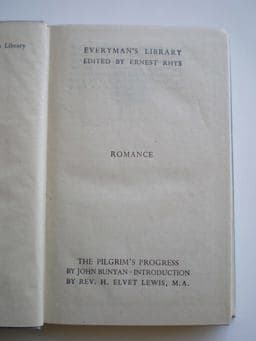 Library
EVERYMAN'S LIBRARY
EDITED BY ERNEST RHYS
ROMANCE
THE PILGRIM'S PROGRESS
BY JOHN BUNYAN · INTRODUCTION
BY REV. H. ELVET LEWIS, M.A.